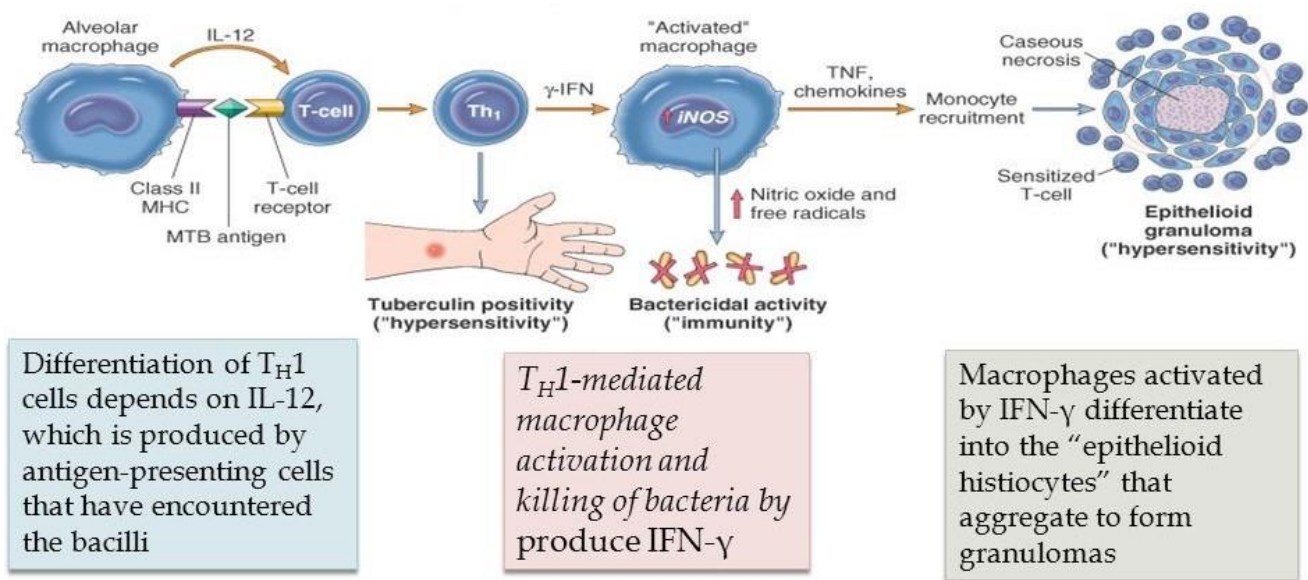 Alveolar
macrophage
IL-12
T-cell
Class II
MHC
T-cell
receptor
MTB antigen
Th1
γ-IFN
"Activated"
macrophage
iNOS
TNF,
chemokines
Monocyte
recruitment
Caseous
necrosis
Sensitized
T-cell
Epithelioid
granuloma
("hypersensitivity")
Nitric oxide and
free radicals
Tuberculin positivity
("hypersensitivity")
Bactericidal activity
("immunity")
Differentiation of TH1
cells depends on IL-12,
which is produced by
antigen-presenting cells
that have encountered
the bacilli
TH1-mediated
macrophage
activation and
killing of bacteria by
produce IFN-γ
Macrophages activated
by IFN-γ differentiate
into the “epithelioid
histiocytes” that
aggregate to form
granulomas